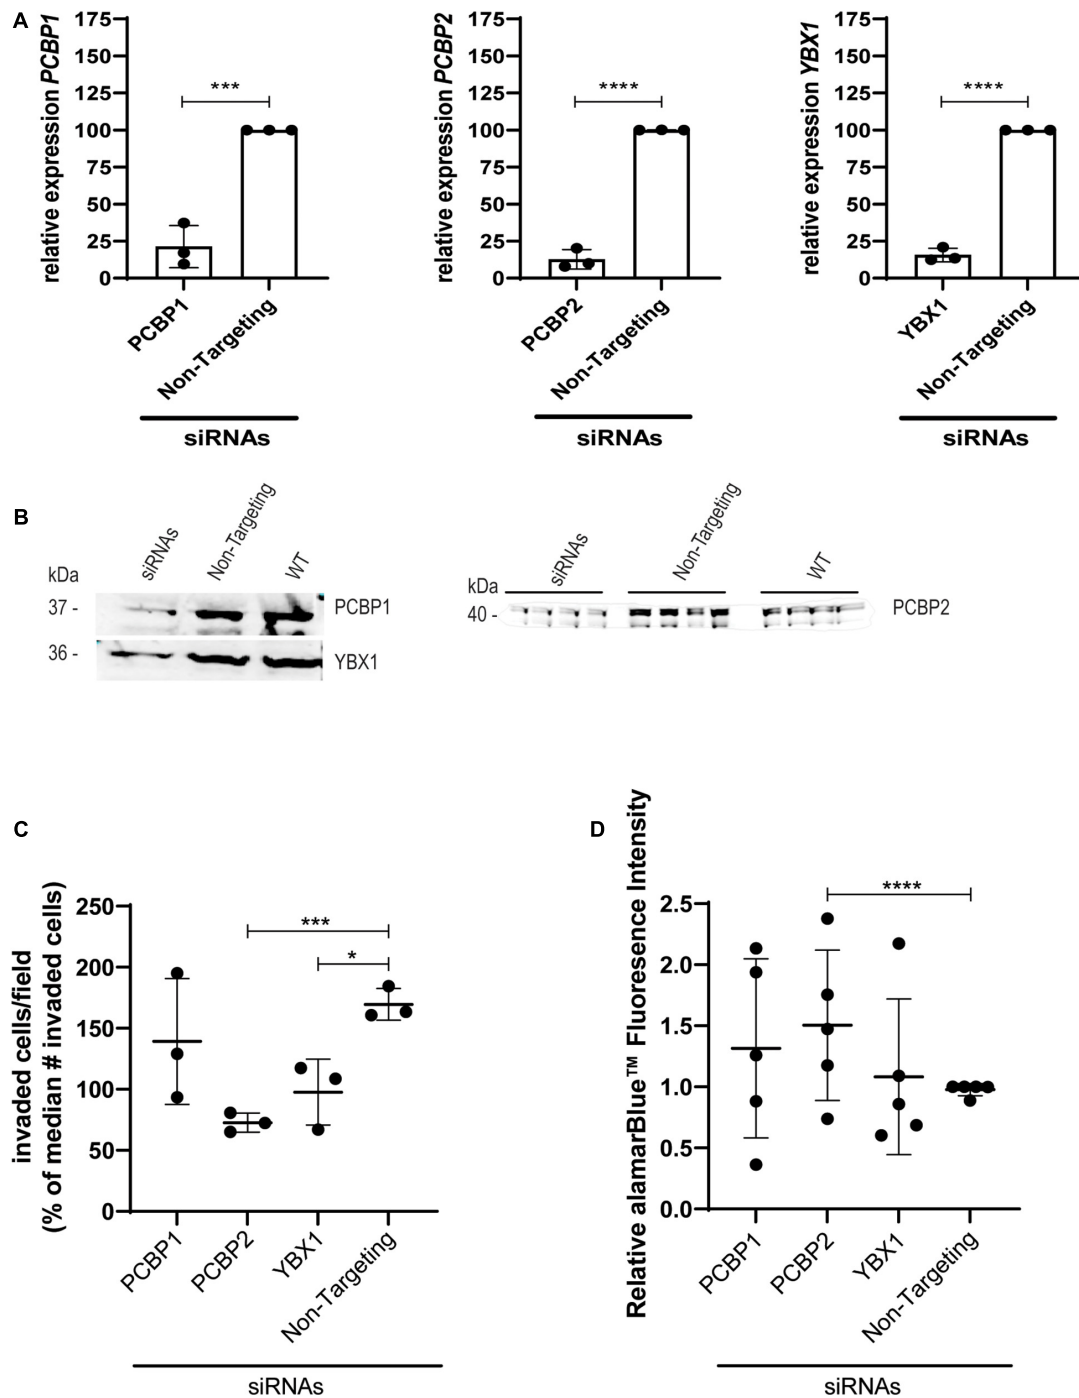 A
relative expression PCBP1
175
150
125
100
75
50
25
0
***
PCBP1
Non-Targeting
siRNAs
relative expression PCBP2
175
150
125
100
75
50
25
0
****
PCBP2
Non-Targeting
siRNAs
relative expression YBX1
175
150
125
100
75
50
25
0
****
YBX1
Non-Targeting
siRNAs
B
kDa
siRNAs
Non-Targeting
WT
37 -
PCBP1
36 -
YBX1
kDa
siRNAs
Non-Targeting
WT
40 -
PCBP2
C
invaded cells/field
(% of median # invaded cells)
250
200
150
100
50
0
***
*
PCBP1
PCBP2
YBX1
Non-Targeting
siRNAs
D
Relative alamarBlue™ Fluoresence Intensity
2.5
2.0
1.5
1.0
0.5
0.0
****
PCBP1
PCBP2
YBX1
Non-Targeting
siRNAs